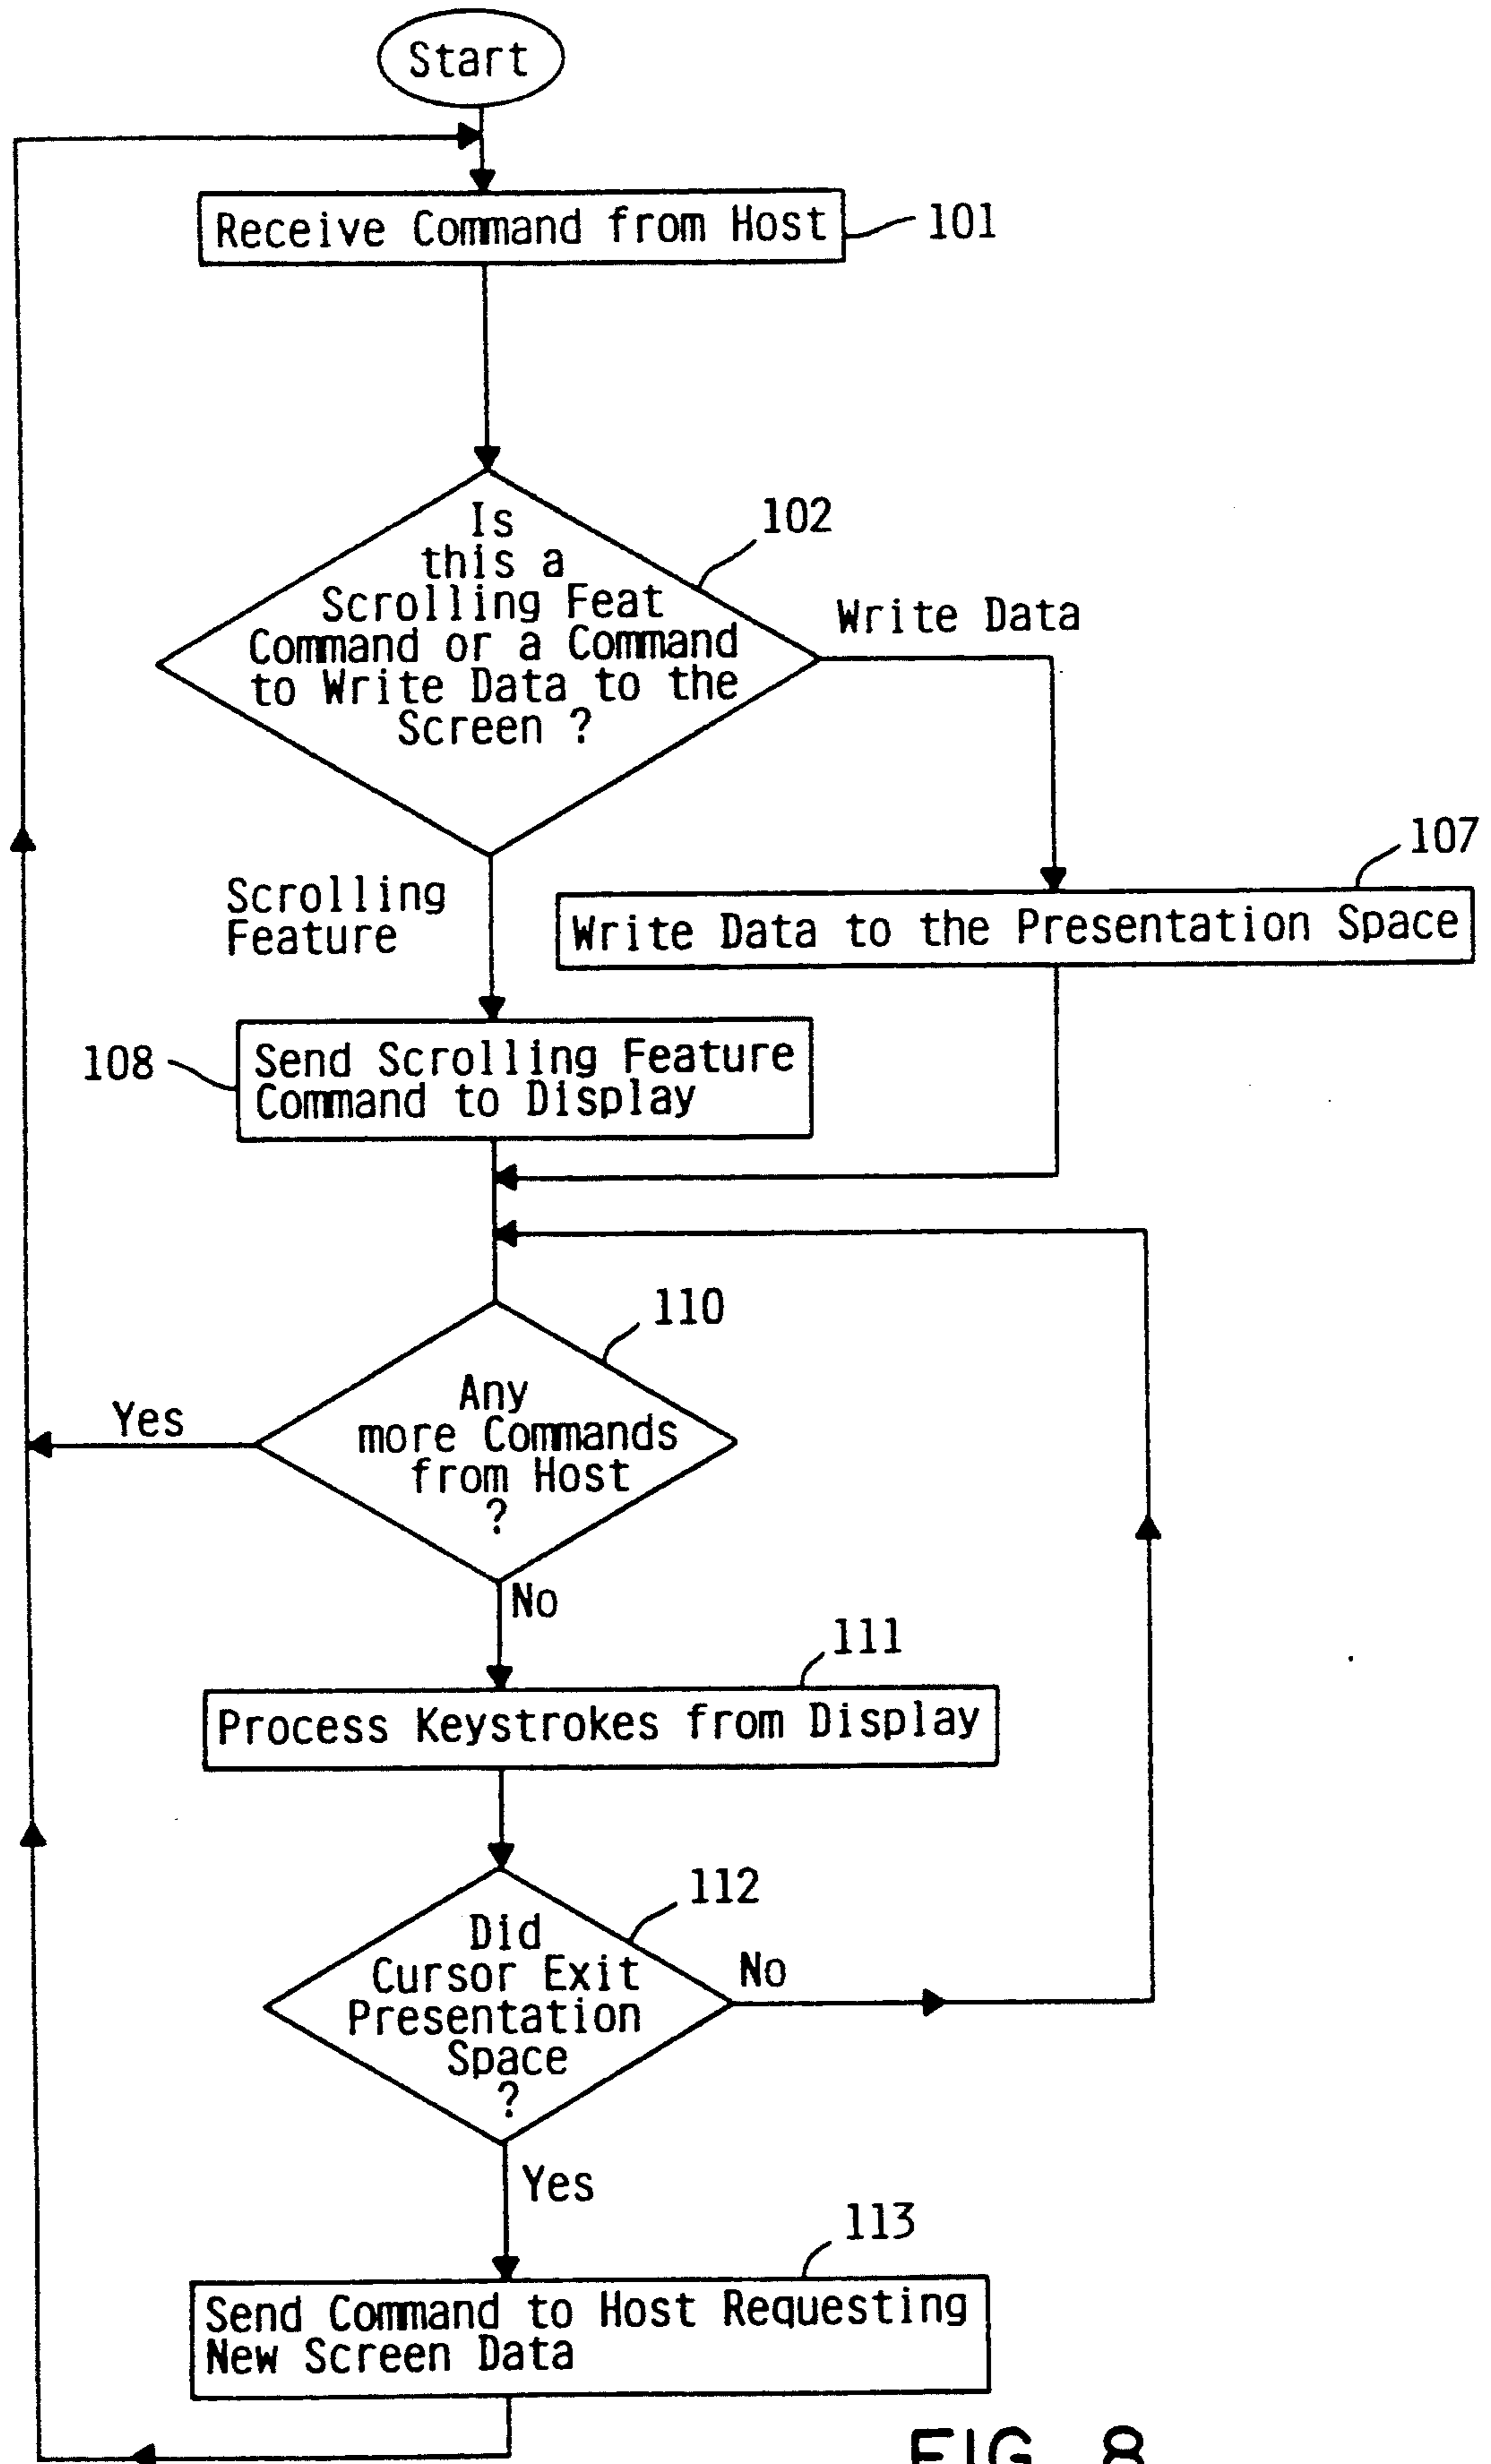 Start
Receive Command from Host
101
Is
this a
Scrolling Feat
Command or a Command
to Write Data to the
Screen ?
102
Write Data
Scrolling
Feature
107
Write Data to the Presentation Space
108
Send Scrolling Feature
Command to Display
110
Any
more Commands
from Host
?
Yes
No
111
Process Keystrokes from Display
112
Did
Cursor Exit
Presentation
Space
?
No
Yes
113
Send Command to Host Requesting
New Screen Data
FIG. 8